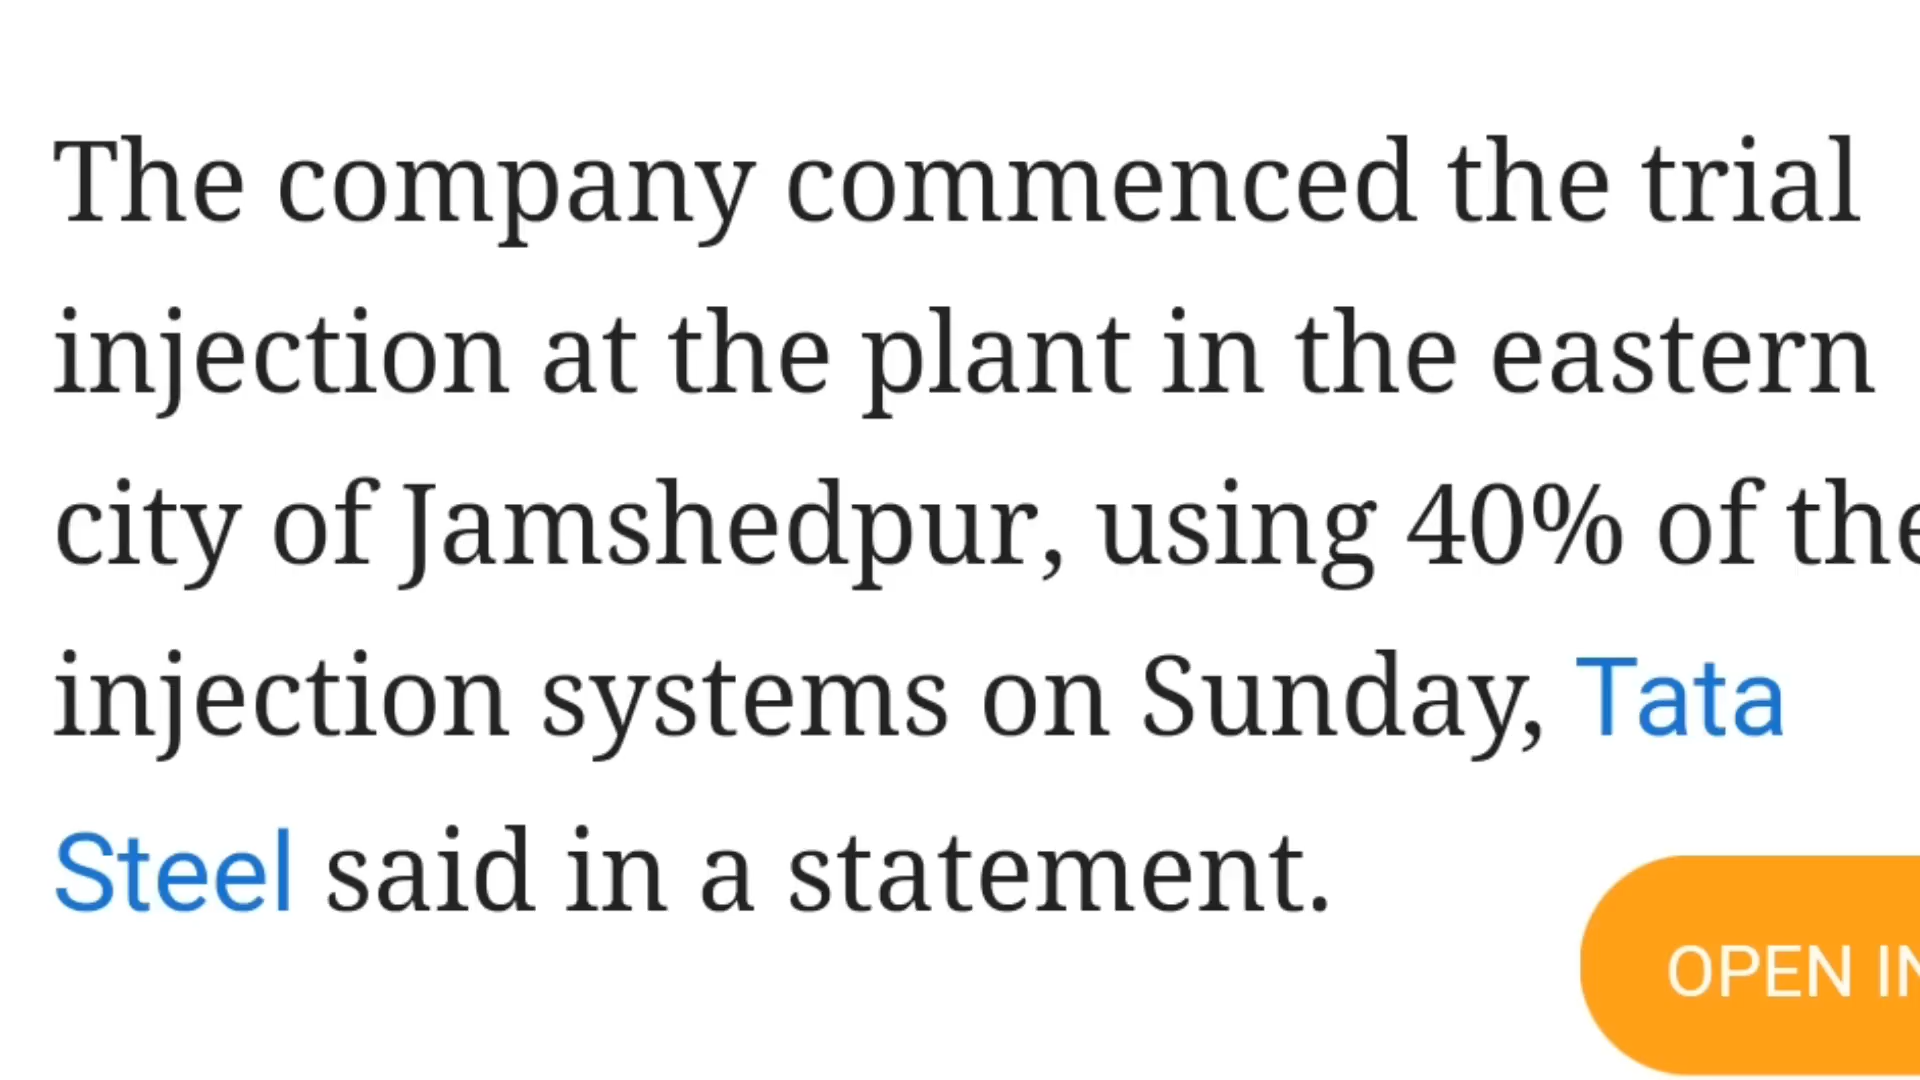 The company commenced the trial
injection at the plant in the eastern
city of Jamshedpur, using 40% of the
injection systems on Sunday, Tata
Steel said in a statement.
OPEN IN